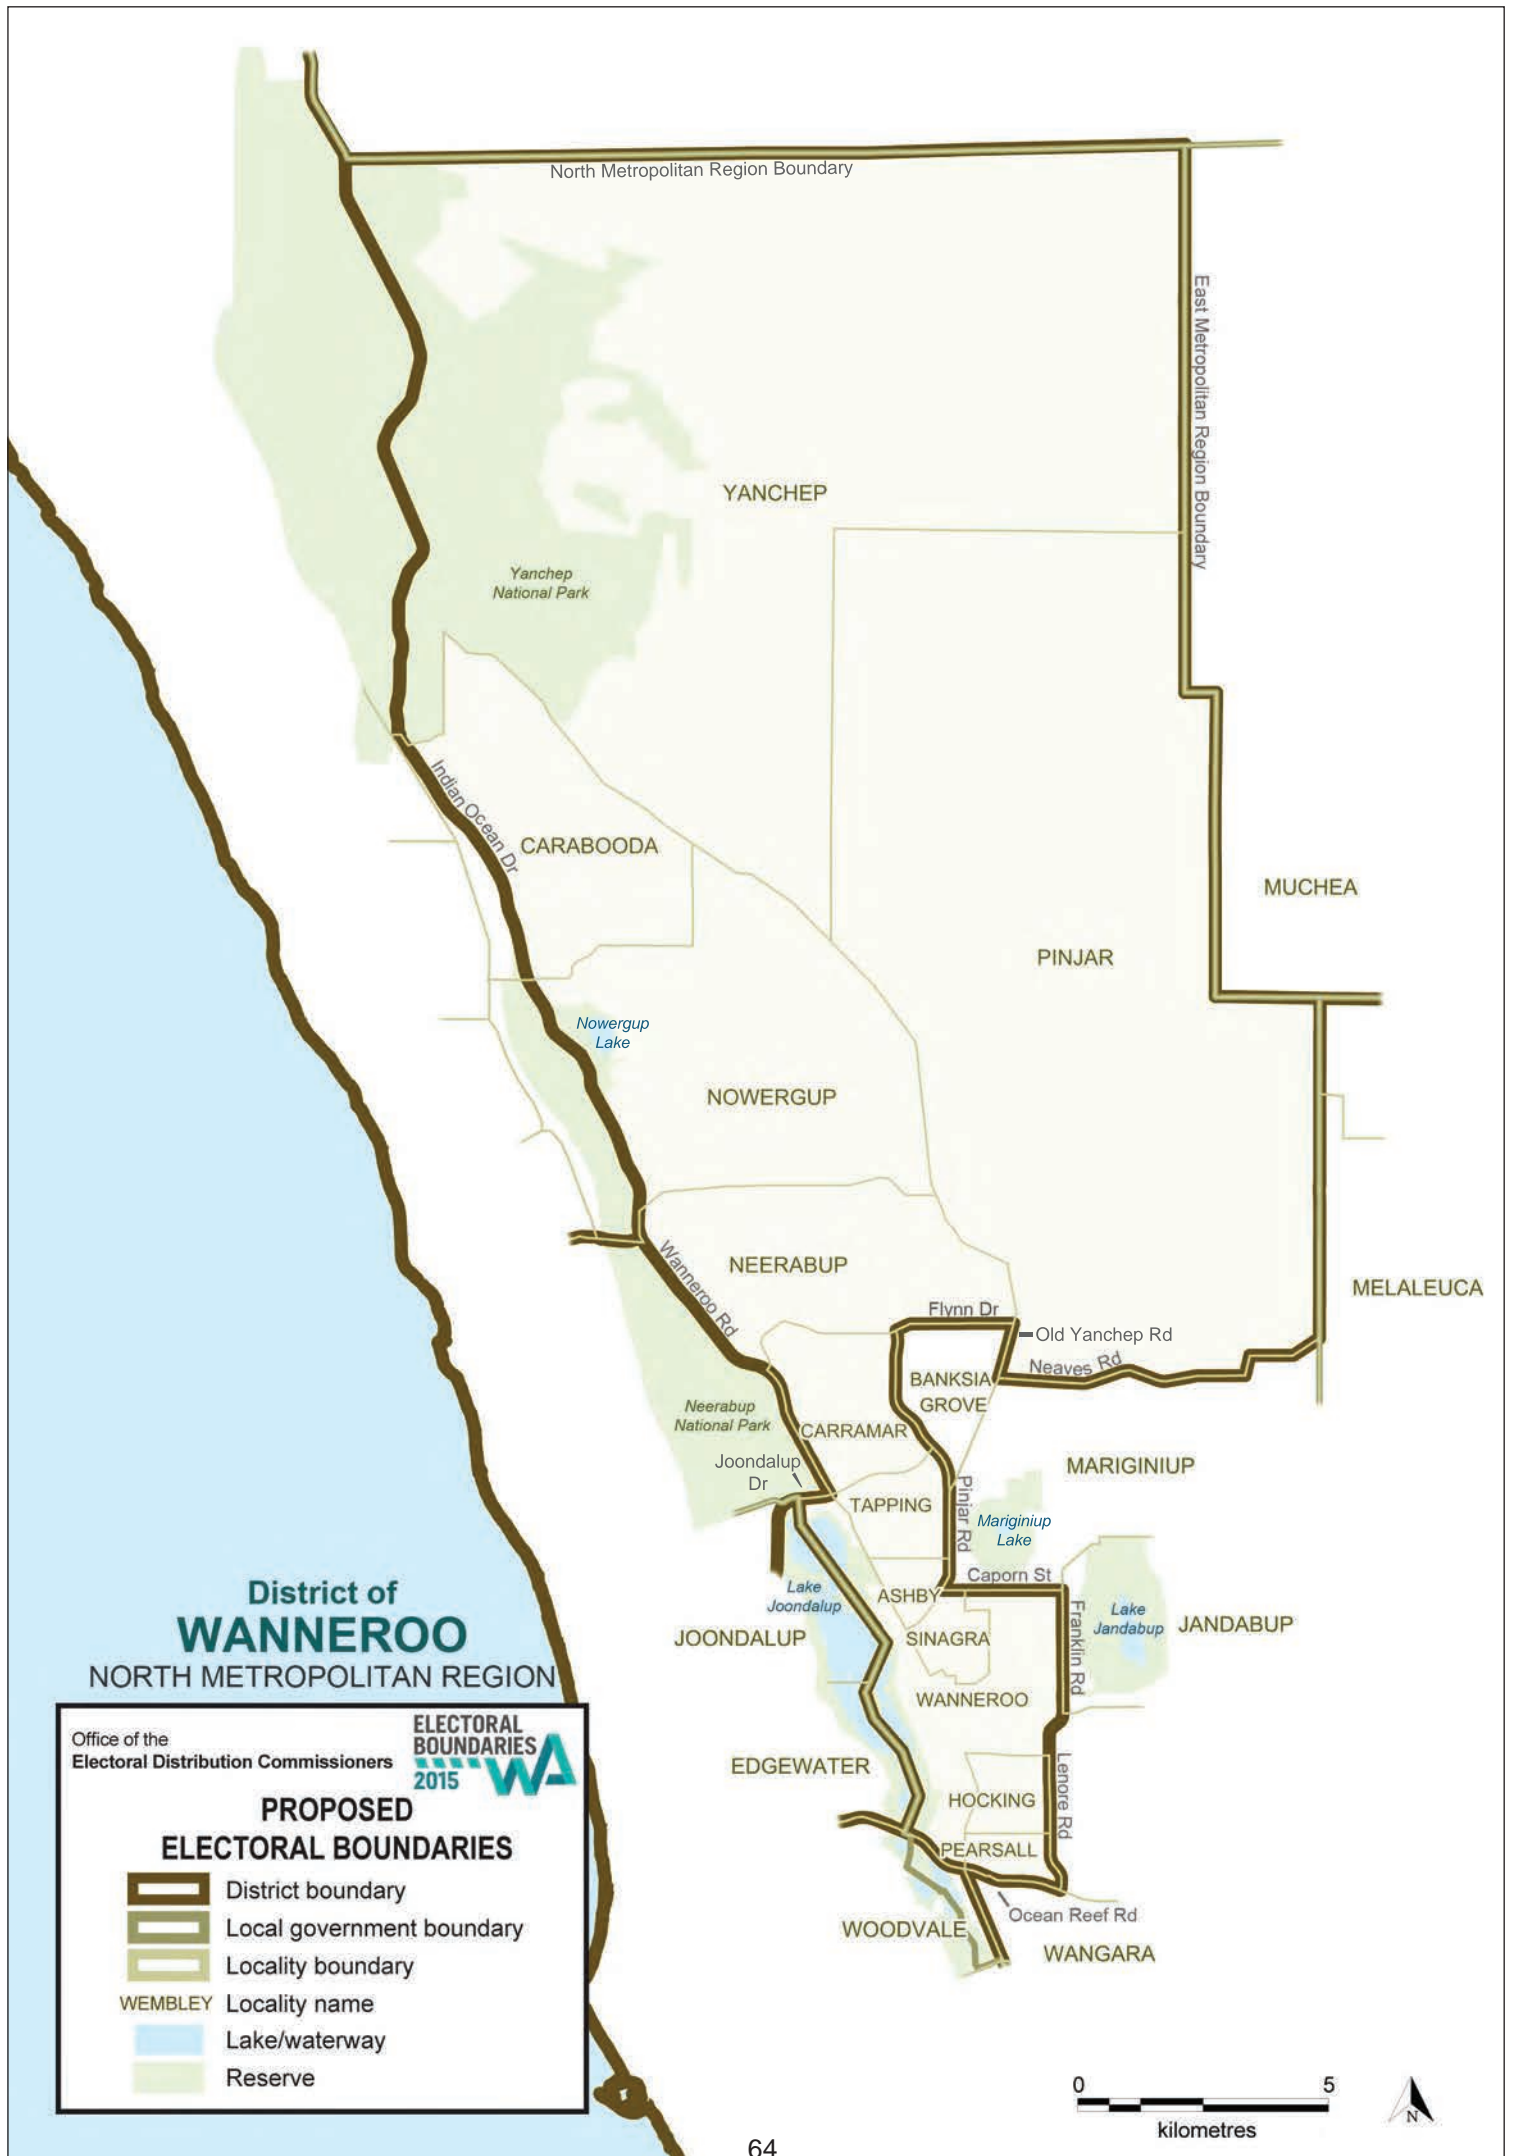 North Metropolitan Region Boundary
East Metropolitan Region Boundary
YANCHEP
Yanchep
National Park
Indian Ocean Dr
CARABOODA
MUCHEA
PINJAR
Nowergup
Lake
NOWERGUP
Wanneroo Rd
NEERABUP
MELALEUCA
Flynn Dr
Old Yanchep Rd
Neaves Rd
BANKSIA
GROVE
Neerabup
National Park
CARRAMAR
Joondalup
Dr
MARIGINIUP
TAPPING
Pinjar Rd
Mariginiup
Lake
Caporn St
Lake
Joondalup
ASHBY
Franklin Rd
Lake
Jandabup
JANDABUP
JOONDALUP
SINAGRA
WANNEROO
EDGEWATER
HOCKING
Lenore Rd
PEARSALL
WOODVALE
Ocean Reef Rd
WANGARA
District of
WANNEROO
NORTH METROPOLITAN REGION
Office of the
Electoral Distribution Commissioners
ELECTORAL
BOUNDARIES
2015 WA
PROPOSED
ELECTORAL BOUNDARIES
District boundary
Local government boundary
Locality boundary
WEMBLEY Locality name
Lake/waterway
Reserve
0 5
kilometres
N
64